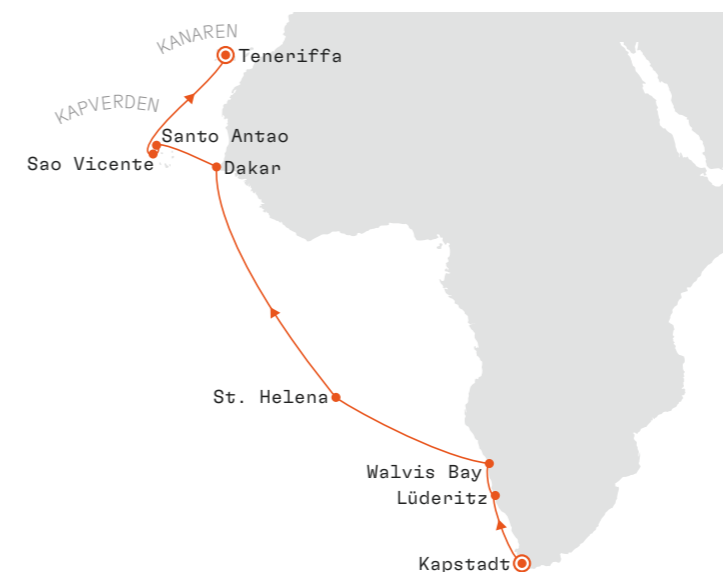 KANAREN
Teneriffa
KAPVERDEN
Santo Antao
Sao Vicente
Dakar
St. Helena
Walvis Bay
Lüderitz
Kapstadt